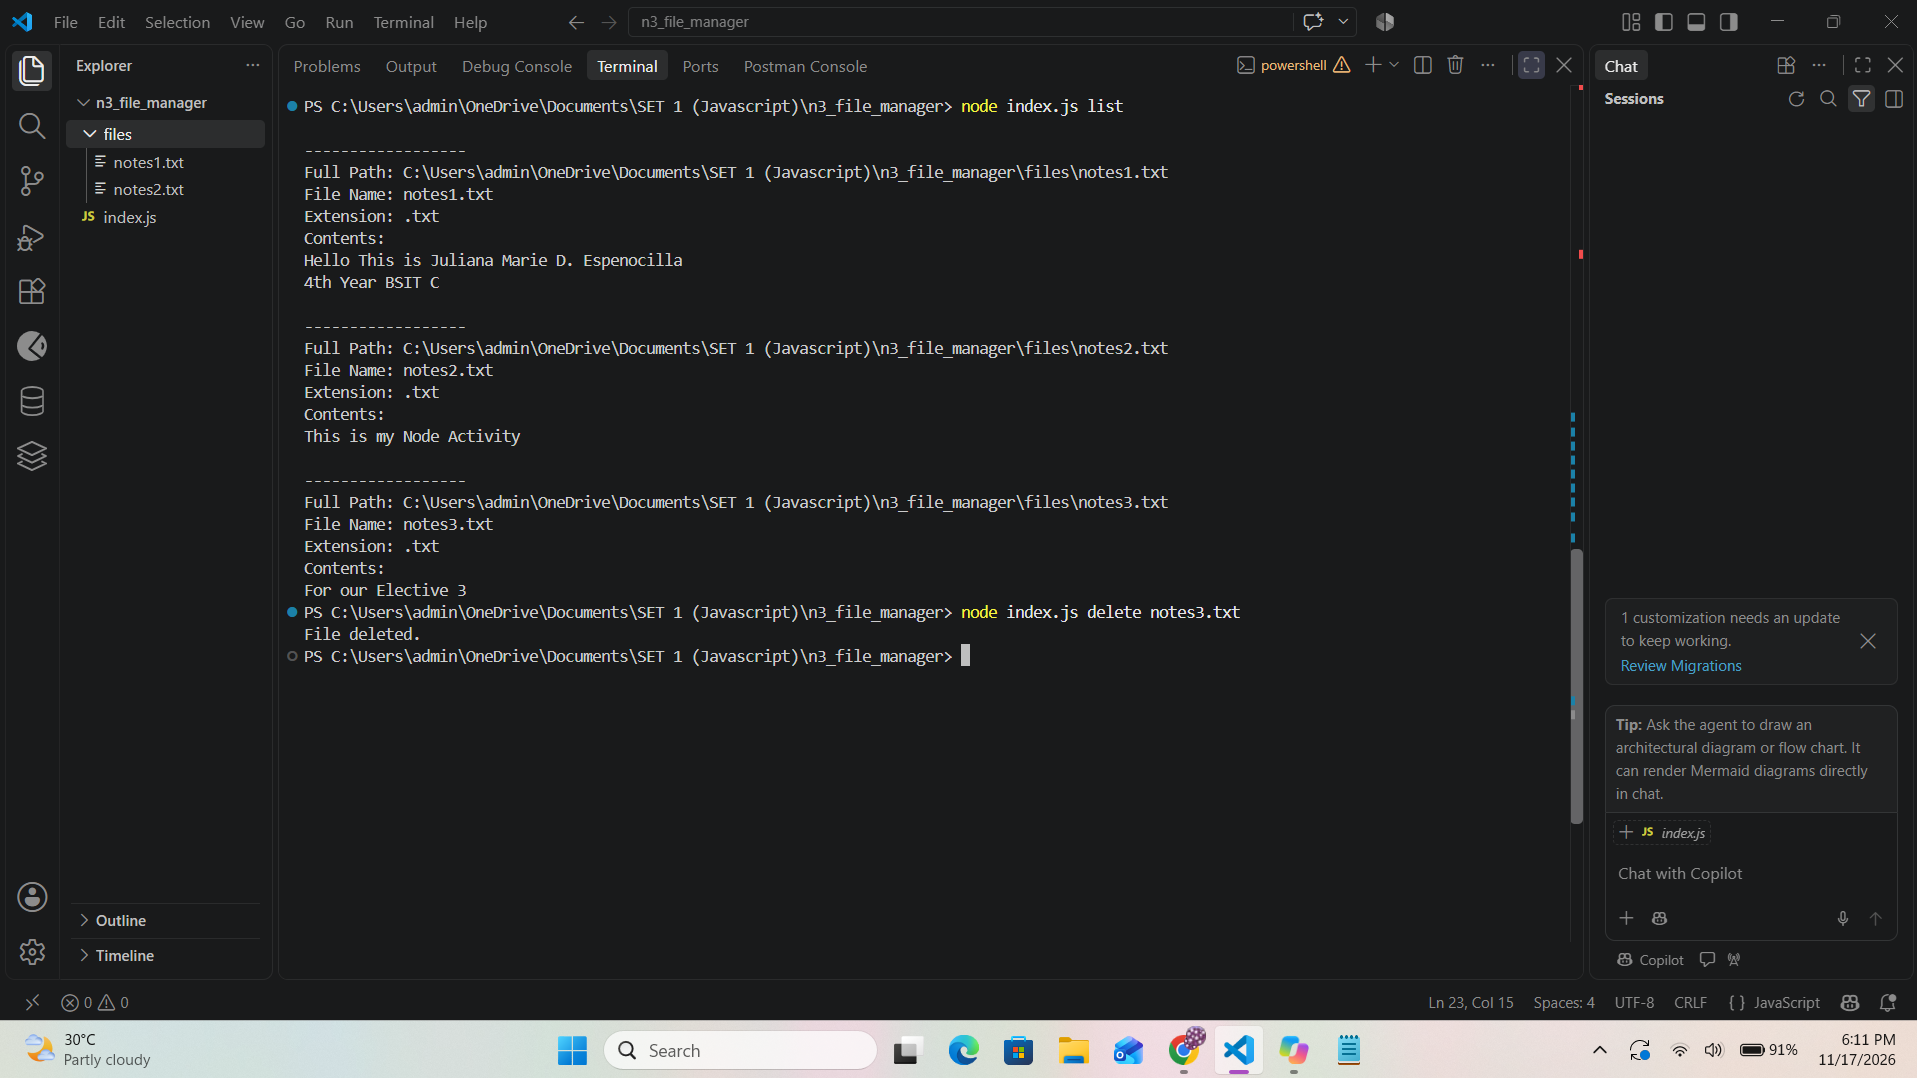 File Edit Selection View Go Run Terminal Help
n3_file_manager
Explorer
n3_file_manager
files
notes1.txt
notes2.txt
JS index.js
Outline
Timeline
Problems Output Debug Console Terminal Ports Postman Console
powershell
PS C:\Users\admin\OneDrive\Documents\SET 1 (Javascript)\n3_file_manager> node index.js list
------------------
Full Path: C:\Users\admin\OneDrive\Documents\SET 1 (Javascript)\n3_file_manager\files\notes1.txt
File Name: notes1.txt
Extension: .txt
Contents:
Hello This is Juliana Marie D. Espenocilla
4th Year BSIT C
------------------
Full Path: C:\Users\admin\OneDrive\Documents\SET 1 (Javascript)\n3_file_manager\files\notes2.txt
File Name: notes2.txt
Extension: .txt
Contents:
This is my Node Activity
------------------
Full Path: C:\Users\admin\OneDrive\Documents\SET 1 (Javascript)\n3_file_manager\files\notes3.txt
File Name: notes3.txt
Extension: .txt
Contents:
For our Elective 3
PS C:\Users\admin\OneDrive\Documents\SET 1 (Javascript)\n3_file_manager> node index.js delete notes3.txt
File deleted.
PS C:\Users\admin\OneDrive\Documents\SET 1 (Javascript)\n3_file_manager>
Chat
Sessions
1 customization needs an update
to keep working.
Review Migrations
Tip: Ask the agent to draw an
architectural diagram or flow chart. It
can render Mermaid diagrams directly
in chat.
JS index.js
Chat with Copilot
Copilot
0 0
Ln 23, Col 15 Spaces: 4 UTF-8 CRLF { } JavaScript
30°C
Partly cloudy
Search
91%
6:11 PM
11/17/2026